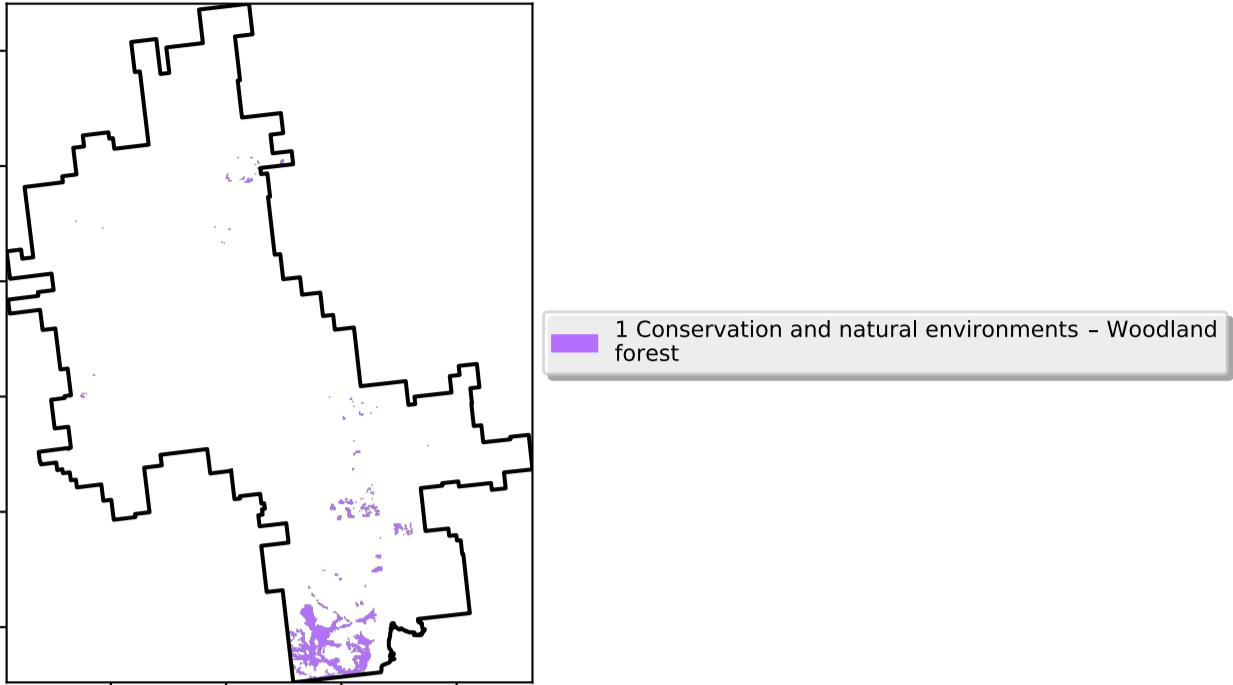 1 Conservation and natural environments – Woodland
forest